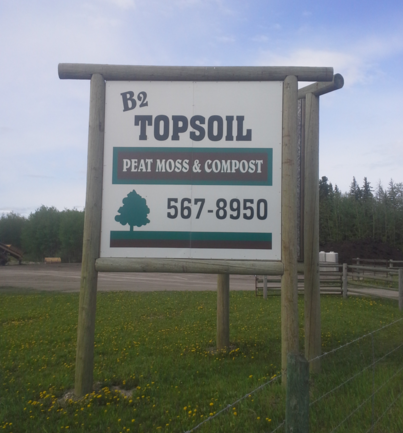 B2
TOPSOIL
PEAT MOSS & COMPOST
567-8950